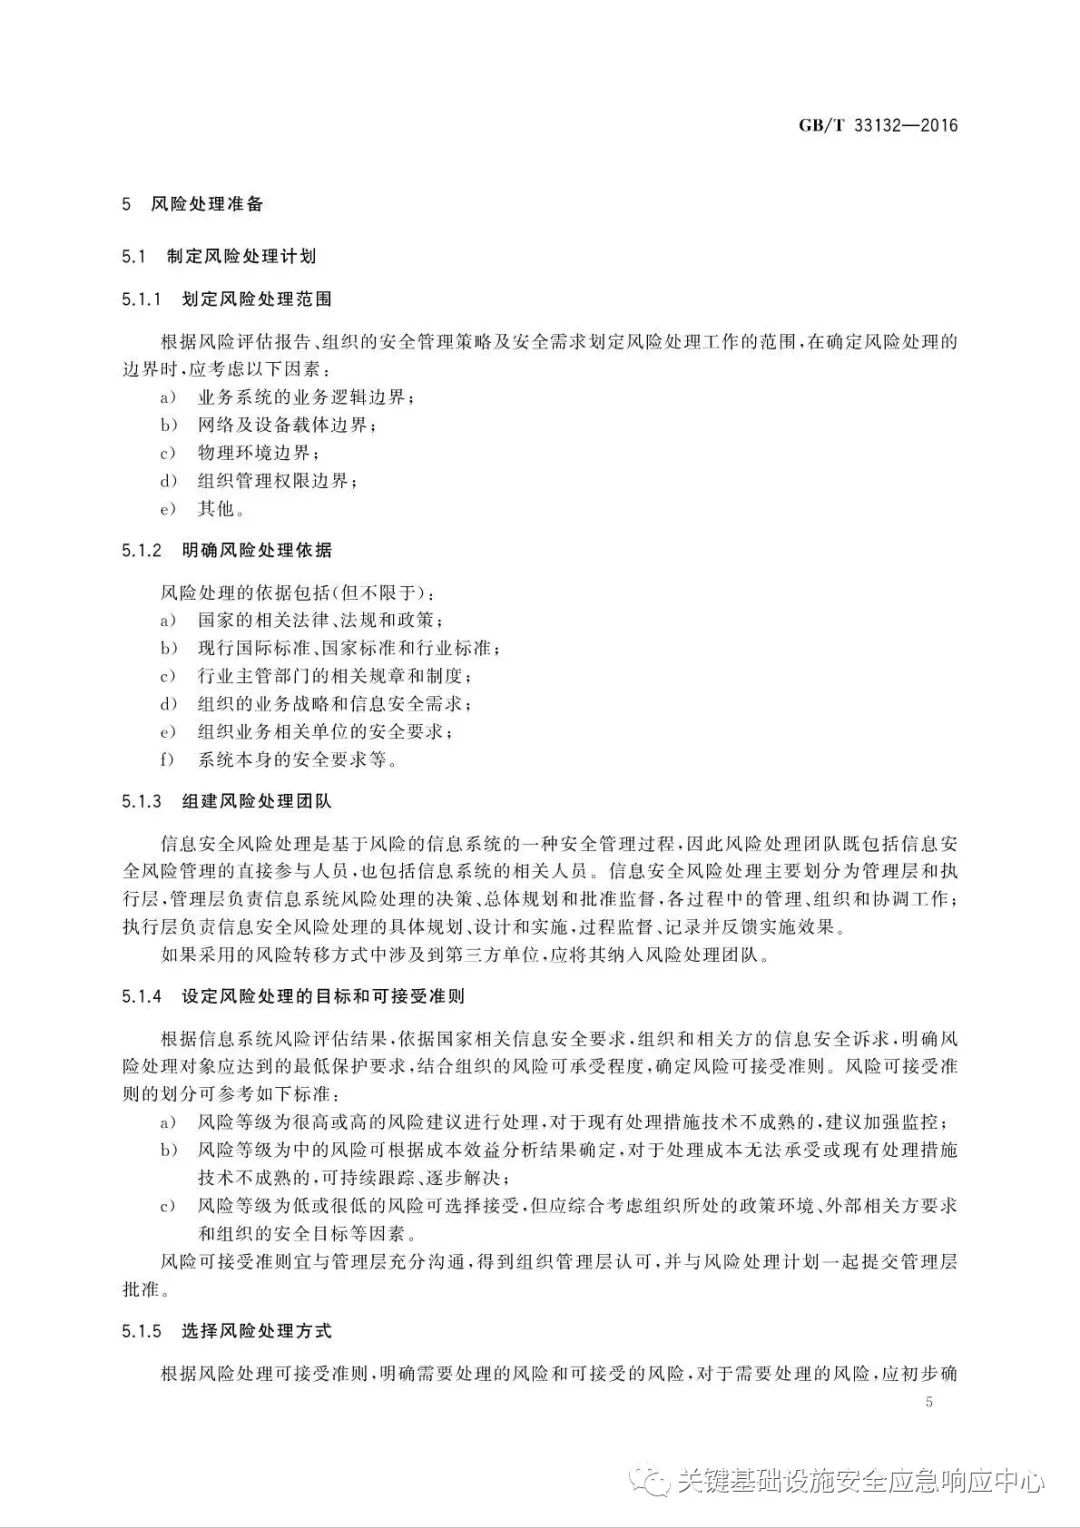 GB/T 33132—2016
5 风险处理准备
5.1 制定风险处理计划
5.1.1 划定风险处理范围
根据风险评估报告、组织的安全管理策略及安全需求划定风险处理工作的范围,在确定风险处理的
边界时,应考虑以下因素:
a) 业务系统的业务逻辑边界;
b) 网络及设备载体边界;
c) 物理环境边界;
d) 组织管理权限边界;
e) 其他。
5.1.2 明确风险处理依据
风险处理的依据包括(但不限于):
a) 国家的相关法律、法规和政策;
b) 现行国际标准、国家标准和行业标准;
c) 行业主管部门的相关规章和制度;
d) 组织的业务战略和信息安全需求;
e) 组织业务相关单位的安全要求;
f) 系统本身的安全要求等。
5.1.3 组建风险处理团队
信息安全风险处理是基于风险的信息系统的一种安全管理过程,因此风险处理团队既包括信息安
全风险管理的直接参与人员,也包括信息系统的相关人员。信息安全风险处理主要划分为管理层和执
行层,管理层负责信息系统风险处理的决策、总体规划和批准监督,各过程中的管理、组织和协调工作;
执行层负责信息安全风险处理的具体规划、设计和实施,过程监督、记录并反馈实施效果。
如果采用的风险转移方式中涉及到第三方单位,应将其纳入风险处理团队。
5.1.4 设定风险处理的目标和可接受准则
根据信息系统风险评估结果,依据国家相关信息安全要求,组织和相关方的信息安全诉求,明确风
险处理对象应达到的最低保护要求,结合组织的风险可承受程度,确定风险可接受准则。风险可接受准
则的划分可参考如下标准:
a) 风险等级为很高或高的风险建议进行处理,对于现有处理措施技术不成熟的,建议加强监控;
b) 风险等级为中的风险可根据成本效益分析结果确定,对于处理成本无法承受或现有处理措施
技术不成熟的,可持续跟踪、逐步解决;
c) 风险等级为低或很低的风险可选择接受,但应综合考虑组织所处的政策环境、外部相关方要求
和组织的安全目标等因素。
风险可接受准则宜与管理层充分沟通,得到组织管理层认可,并与风险处理计划一起提交管理层
批准。
5.1.5 选择风险处理方式
根据风险处理可接受准则,明确需要处理的风险和可接受的风险,对于需要处理的风险,应初步确
5
关键基础设施安全应急响应中心